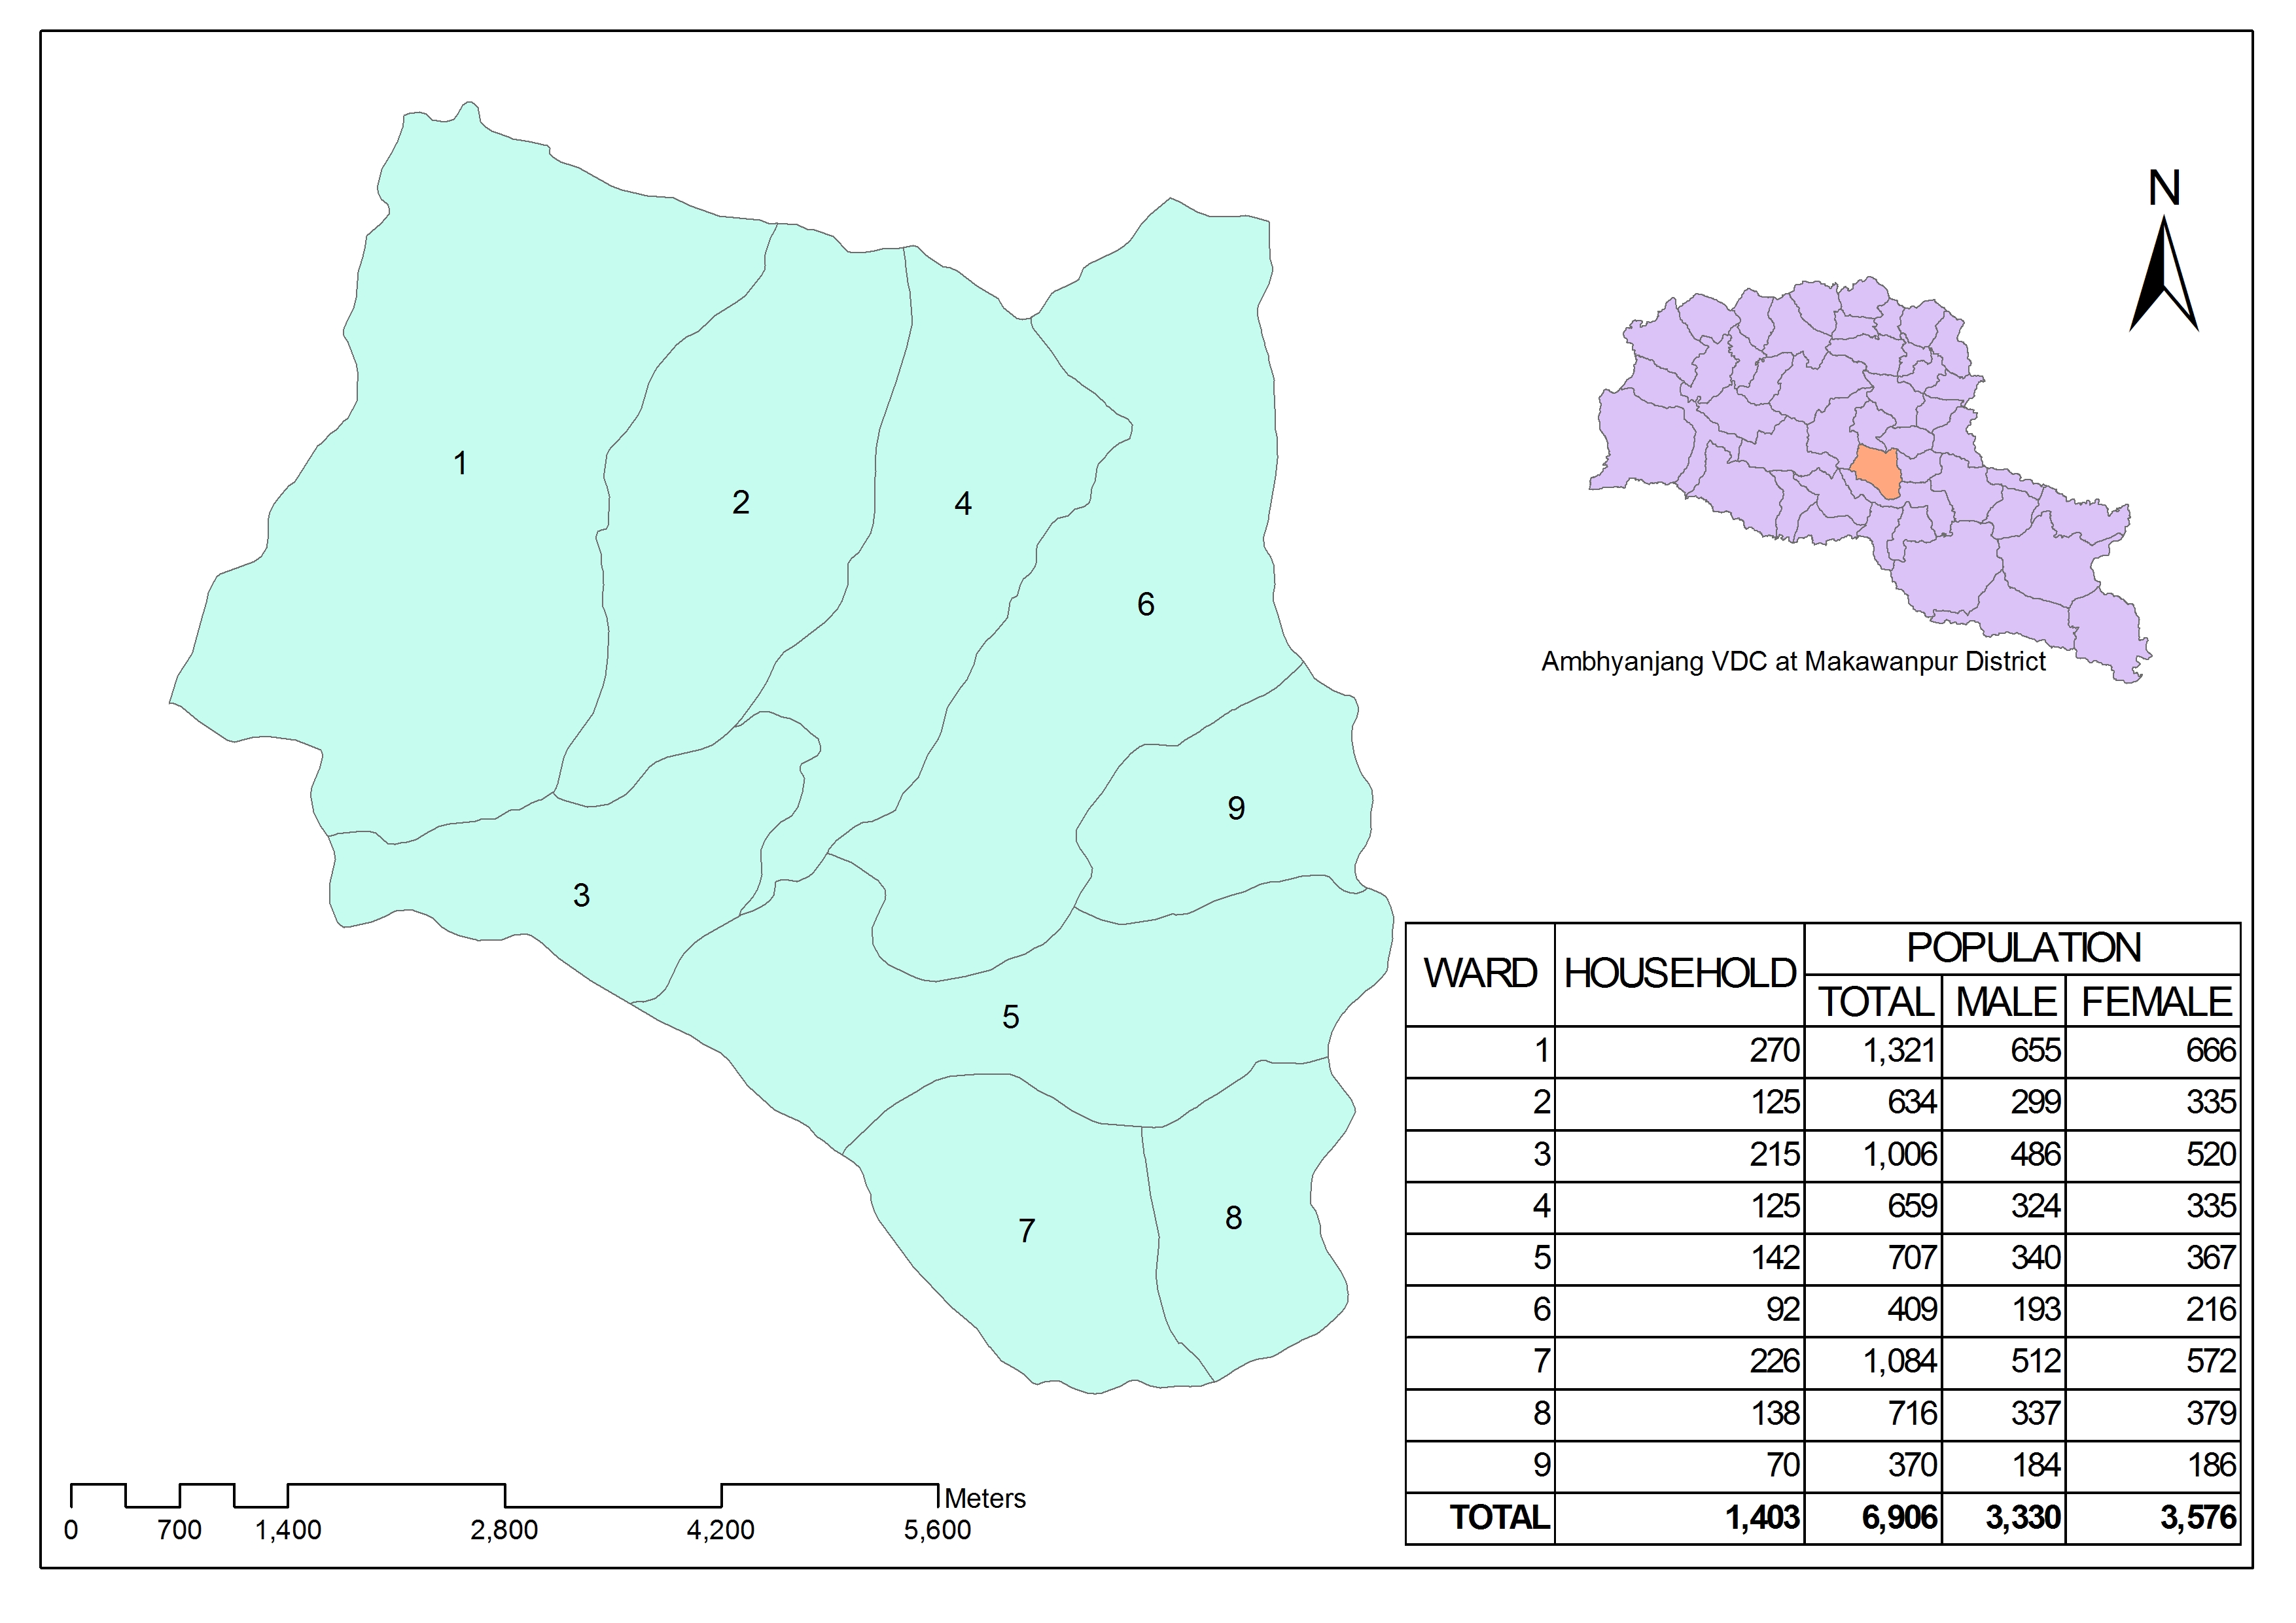 N
1
2
4
6
Ambhyanjang VDC at Makawanpur District
9
3
5
7
8
WARD HOUSEHOLD POPULATION
TOTAL MALE FEMALE
1 270 1,321 655 666
2 125 634 299 335
3 215 1,006 486 520
4 125 659 324 335
5 142 707 340 367
6 92 409 193 216
7 226 1,084 512 572
8 138 716 337 379
9 70 370 184 186
TOTAL 1,403 6,906 3,330 3,576
Meters
0 700 1,400 2,800 4,200 5,600